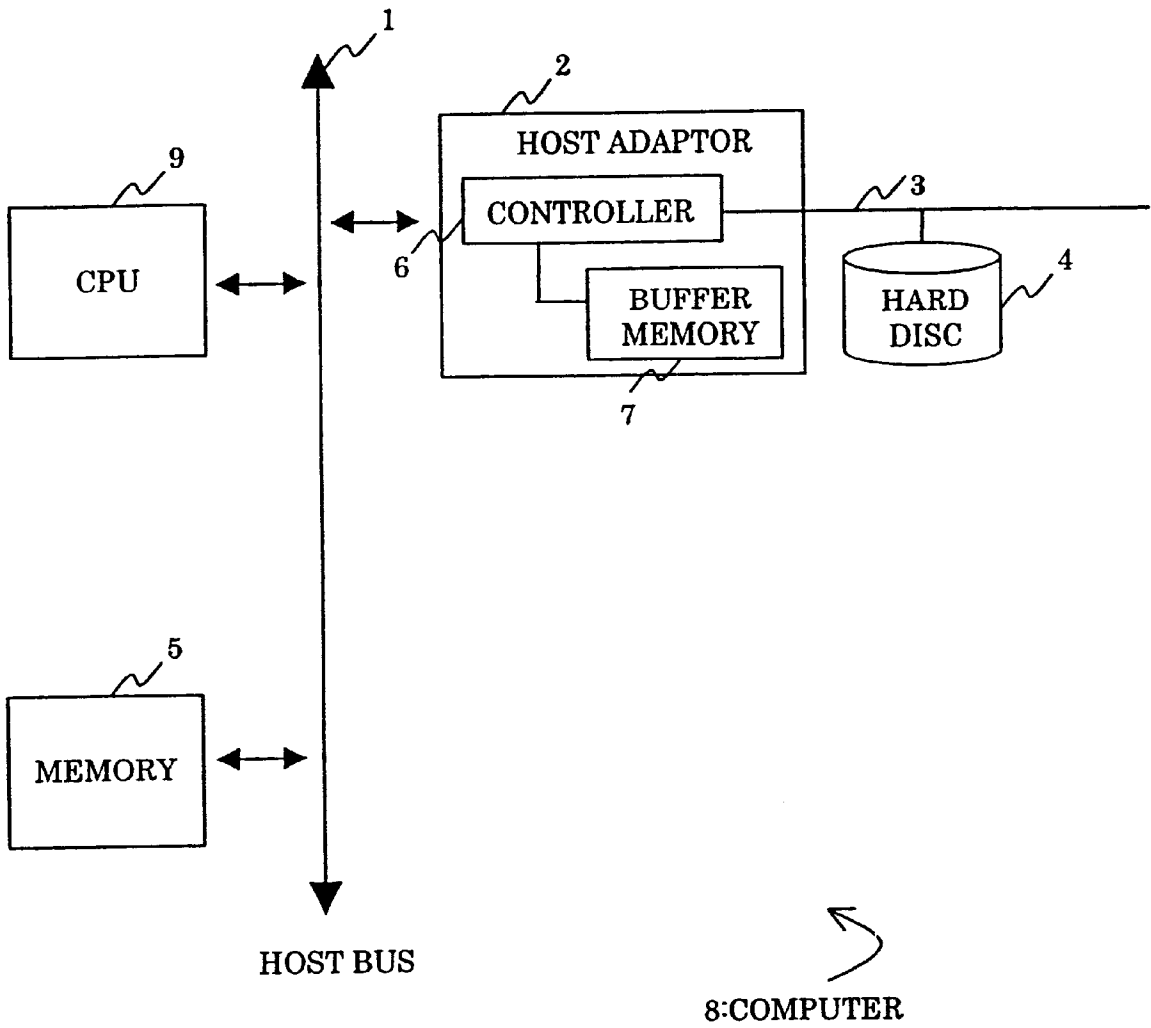 1
2
HOST ADAPTOR
9
3
CONTROLLER
6
CPU
4
BUFFER
MEMORY
HARD
DISC
7
5
MEMORY
HOST BUS
8:COMPUTER